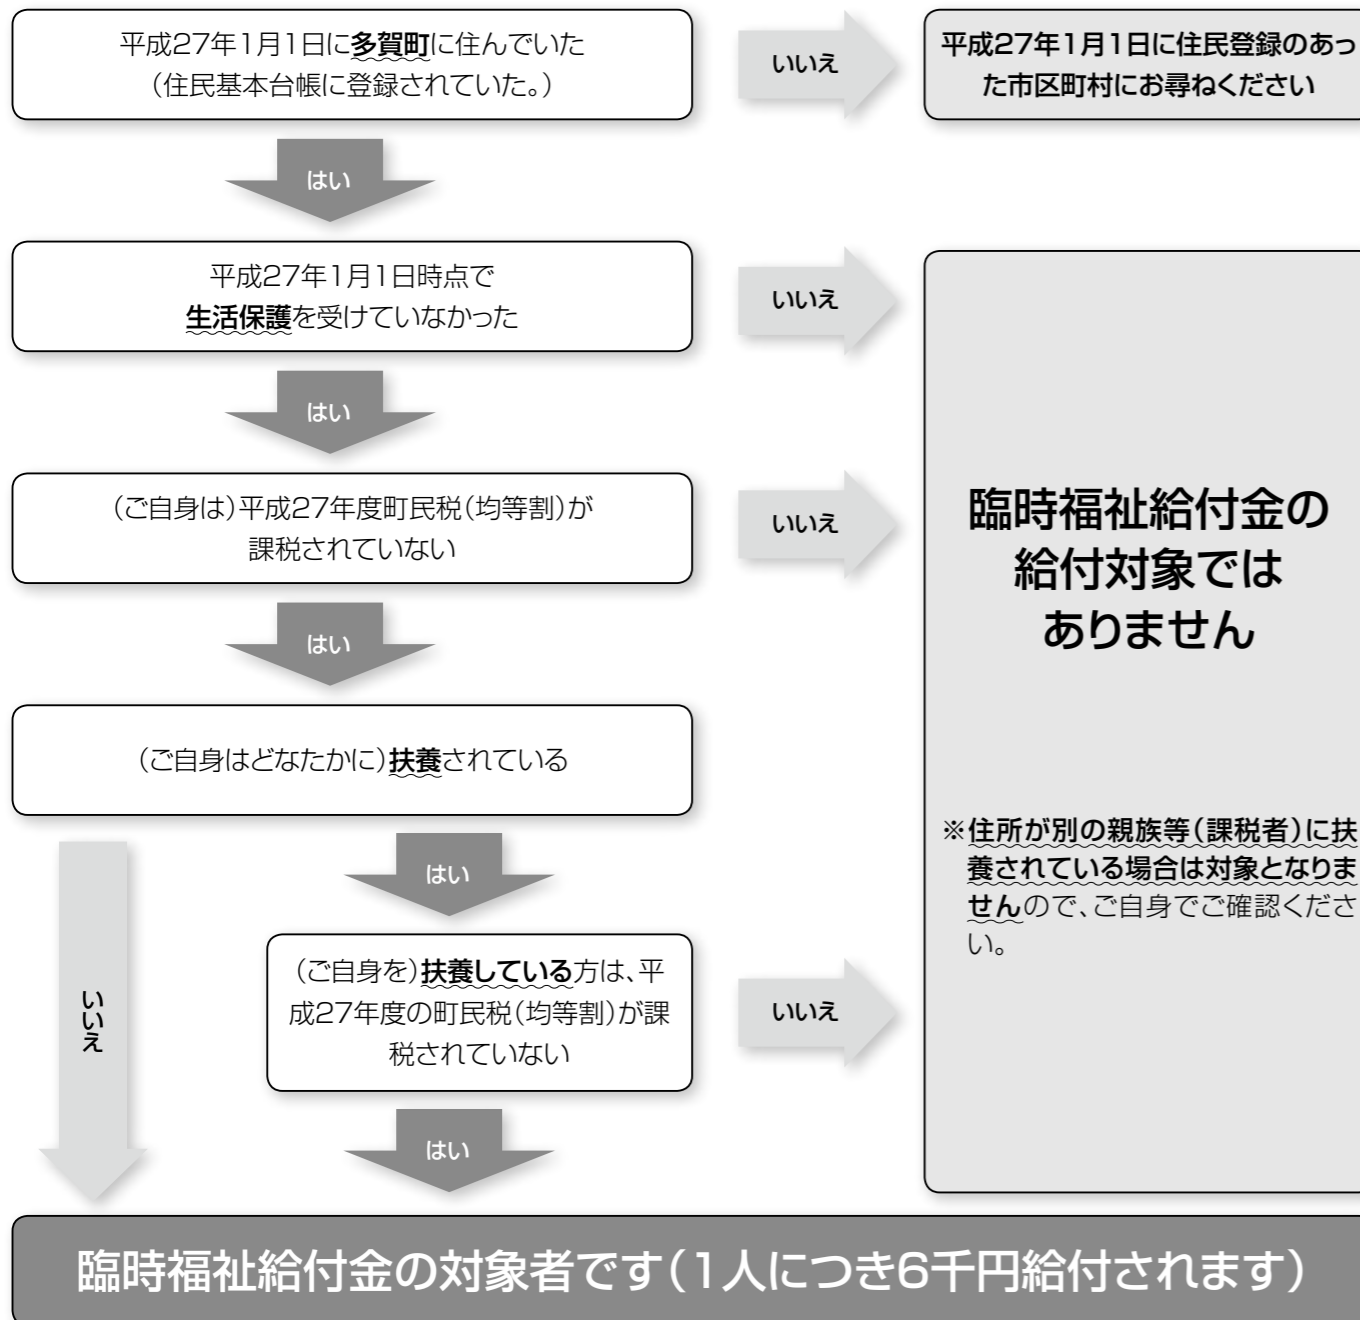 平成27年1月1日に多賀町に住んでいた
（住民基本台帳に登録されていた。）
いいえ
平成27年1月1日に住民登録のあっ
た市区町村にお尋ねください
はい
平成27年1月1日時点で
生活保護を受けていなかった
いいえ
はい
（ご自身は）平成27年度町民税（均等割）が
課税されていない
いいえ
臨時福祉給付金の
給付対象では
ありません
はい
（ご自身はどなたかに）扶養されている
※住所が別の親族等（課税者）に扶
養されている場合は対象となりま
せんので、ご自身でご確認くださ
い。
はい
（ご自身を）扶養している方は、平
成27年度の町民税（均等割）が課
税されていない
いいえ
いいえ
はい
臨時福祉給付金の対象者です（1人につき6千円給付されます）